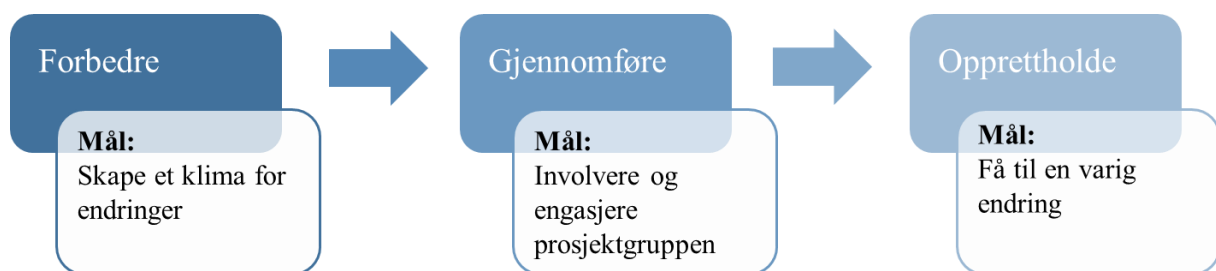 Forbedre
Mål:
Skape et klima for
endringer
Gjennomføre
Mål:
Involvere og
engasjere
prosjektgruppen
Opprettholde
Mål:
Få til en varig
endring